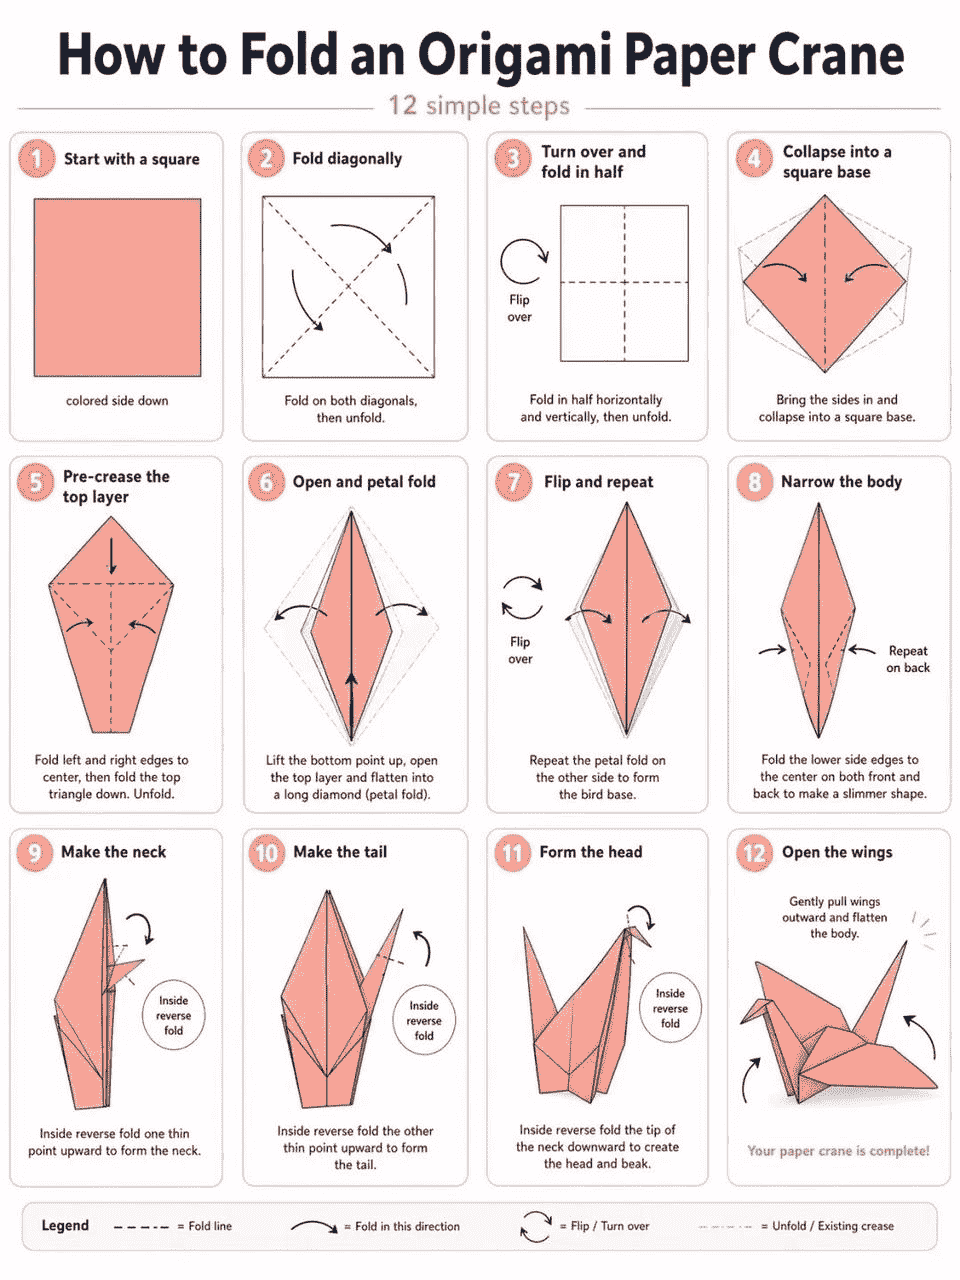 How to Fold an Origami Paper Crane
12 simple steps
1 Start with a square
colored side down
2 Fold diagonally
Fold on both diagonals,
then unfold.
3 Turn over and
fold in half
Flip
over
Fold in half horizontally
and vertically, then unfold.
4 Collapse into a
square base
Bring the sides in and
collapse into a square base.
5 Pre-crease the
top layer
Fold left and right edges to
center, then fold the top
triangle down. Unfold.
6 Open and petal fold
Lift the bottom point up, open
the top layer and flatten into
a long diamond (petal fold).
7 Flip and repeat
Flip
over
Repeat the petal fold on
the other side to form
the bird base.
8 Narrow the body
Repeat
on back
Fold the lower side edges to
the center on both front and
back to make a slimmer shape.
9 Make the neck
Inside
reverse
fold
Inside reverse fold one thin
point upward to form the neck.
10 Make the tail
Inside
reverse
fold
Inside reverse fold the other
thin point upward to form
the tail.
11 Form the head
Inside
reverse
fold
Inside reverse fold the tip of
the neck downward to create
the head and beak.
12 Open the wings
Gently pull wings
outward and flatten
the body.
Your paper crane is complete!
Legend
= Fold line
= Fold in this direction
= Flip / Turn over
= Unfold / Existing crease